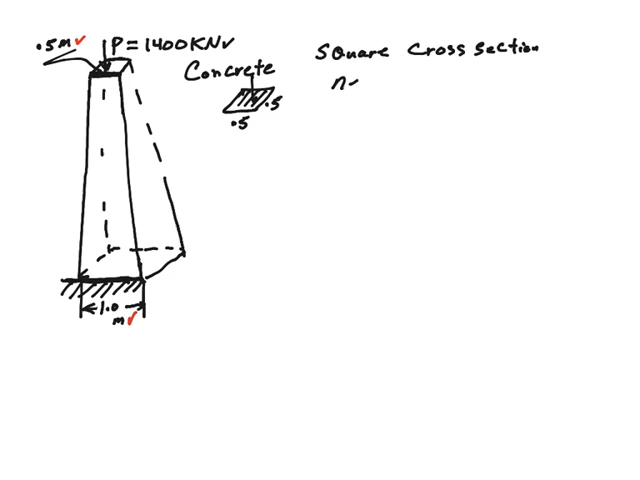 .5m
P = 1400KN
Concrete
.5
.5
Square Cross Section
1.0
m